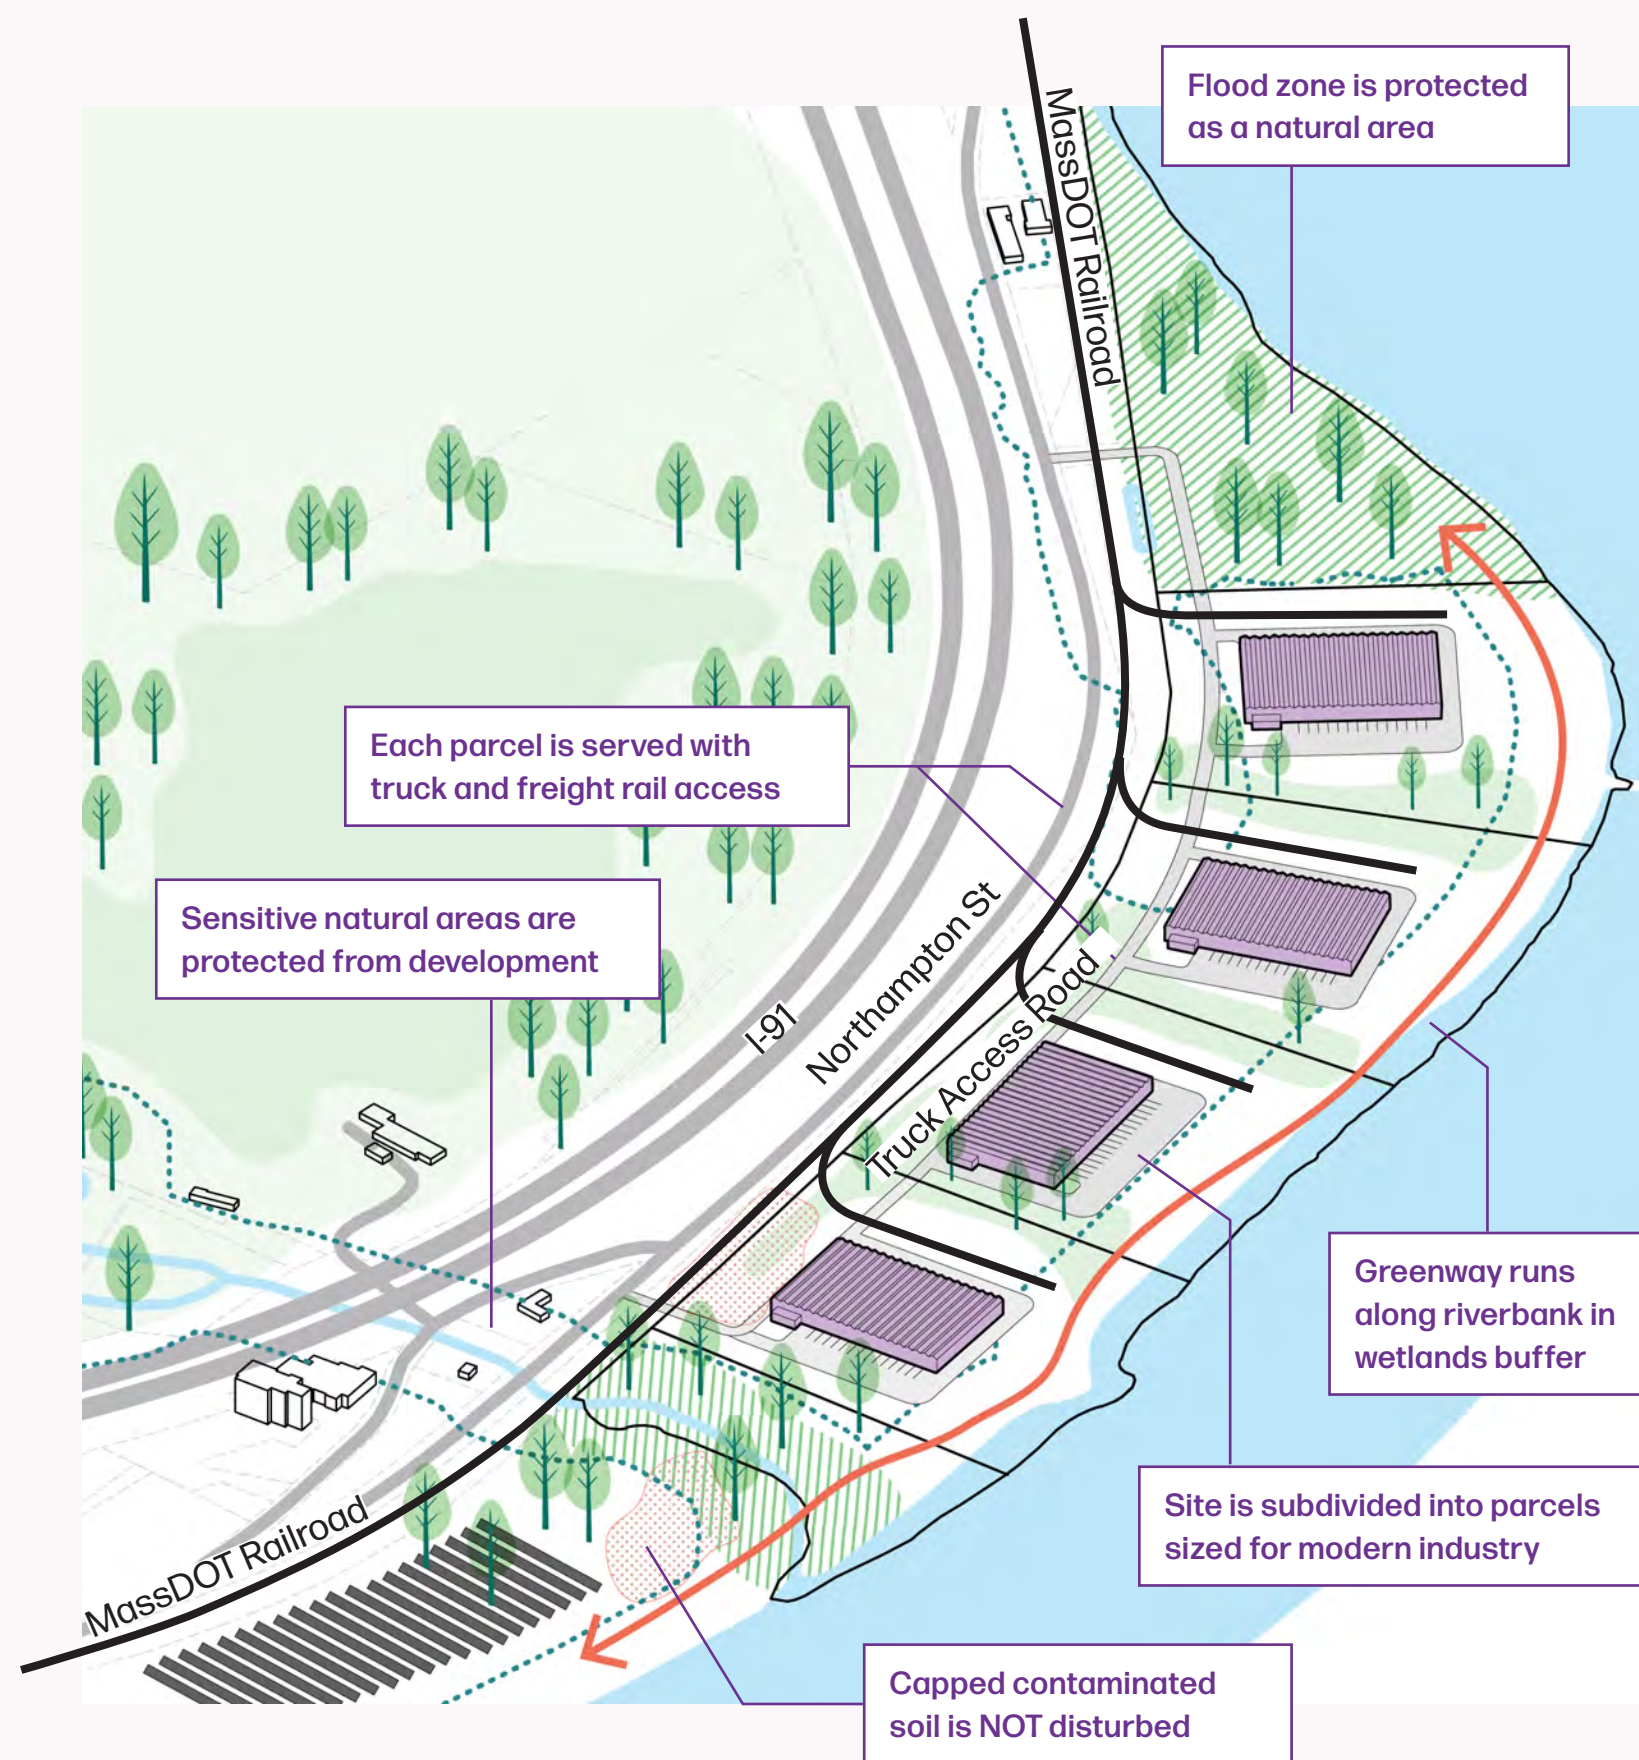 Flood zone is protected
as a natural area
MassDOT Railroad
Each parcel is served with
truck and freight rail access
Sensitive natural areas are
protected from development
Northampton St
I-91
Truck Access Road
Greenway runs
along riverbank in
wetlands buffer
Site is subdivided into parcels
sized for modern industry
MassDOT Railroad
Capped contaminated
soil is NOT disturbed